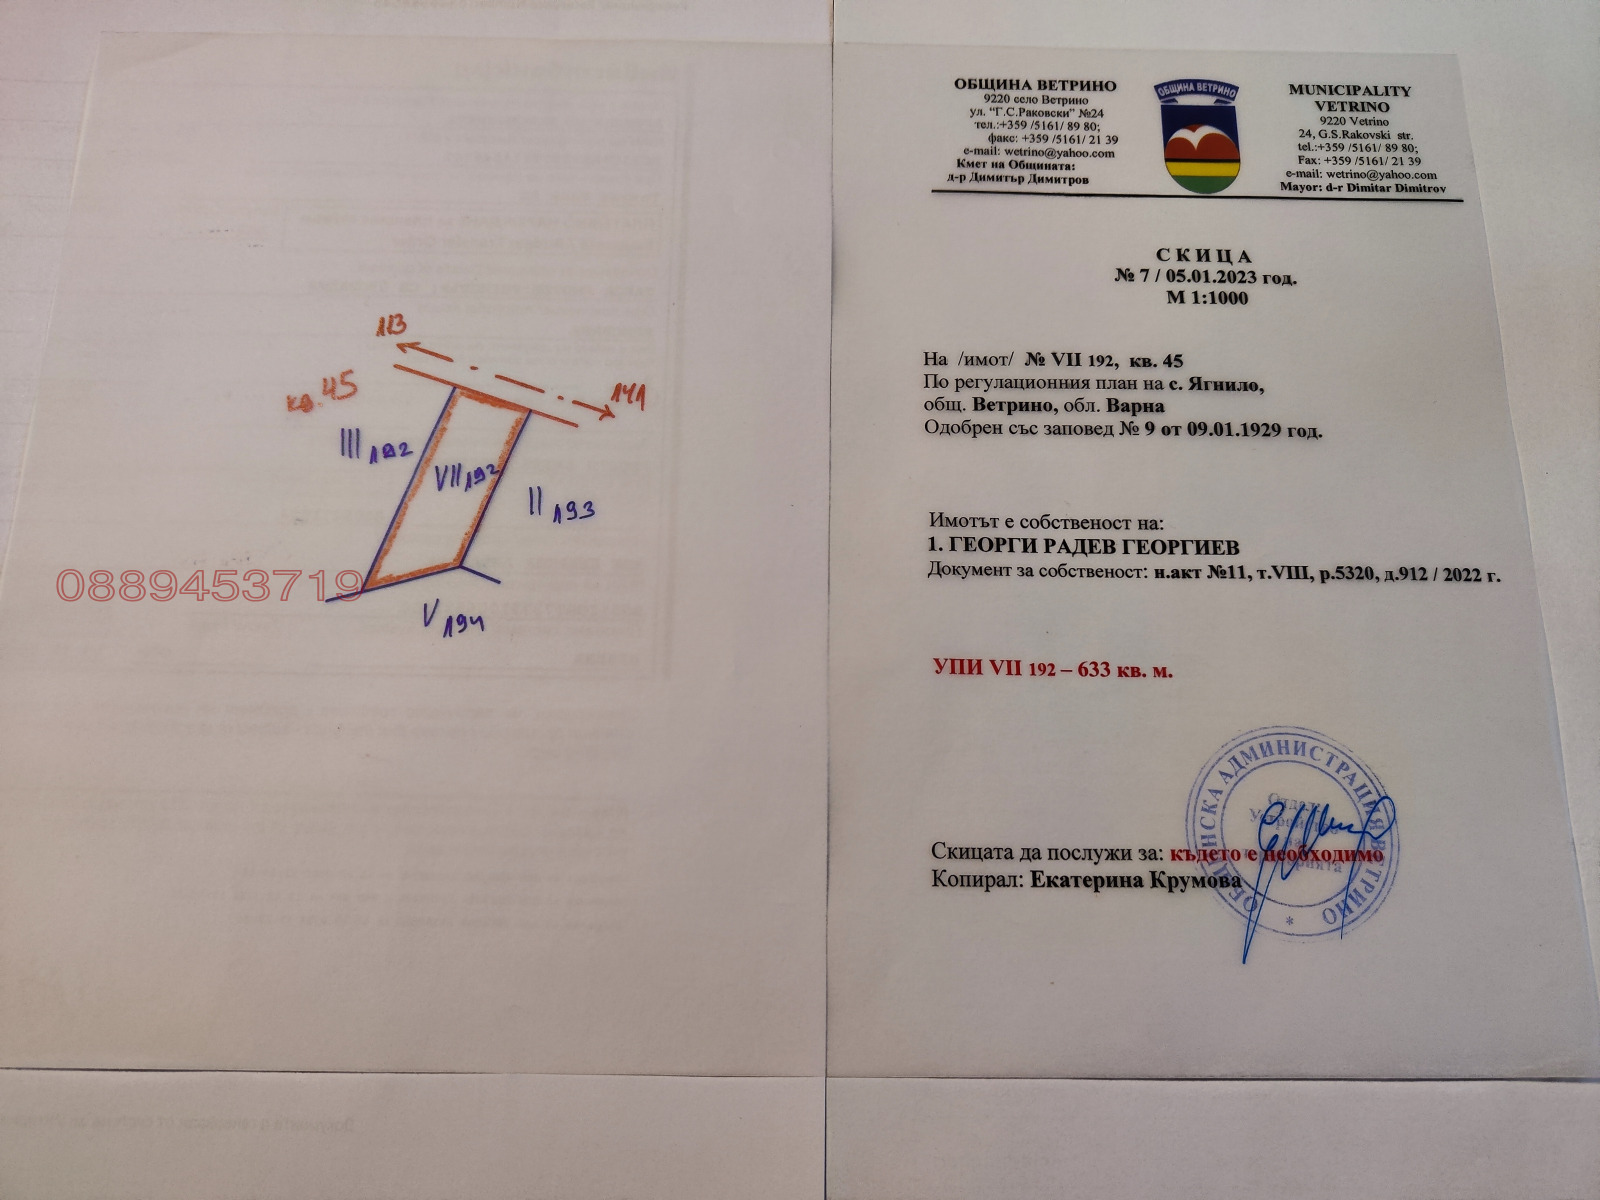 113
141
кв. 45
III 192
VII 192
II 193
V 194
0889453719
ОБЩИНА ВЕТРИНО
9220 село Ветрино
ул. “Г.С.Раковски” №24
тел.:+359 /5161/ 89 80;
факс: +359 /5161/ 21 39
e-mail: wetrino@yahoo.com
Кмет на Общината:
д-р Димитър Димитров
ОБЩИНА ВЕТРИНО
MUNICIPALITY
VETRINO
9220 Vetrino
24, G.S.Rakovski str.
tel.:+359 /5161/ 89 80;
Fax: +359 /5161/ 21 39
e-mail: wetrino@yahoo.com
Mayor: d-r Dimitar Dimitrov
С К И Ц А
№ 7 / 05.01.2023 год.
М 1:1000
На /имот/ № VII 192, кв. 45
По регулационния план на с. Ягнило,
общ. Ветрино, обл. Варна
Одобрен със заповед № 9 от 09.01.1929 год.
Имотът е собственост на:
1. ГЕОРГИ РАДЕВ ГЕОРГИЕВ
Документ за собственост: н.акт №11, т.VIII, р.5320, д.912 / 2022 г.
УПИ VII 192 – 633 кв. м.
Скицата да послужи за: където е необходимо
Копирал: Екатерина Крумова
ОБЩИНСКА АДМИНИСТРАЦИЯ ВЕТРИНО *
Отдел:
Устройство
на